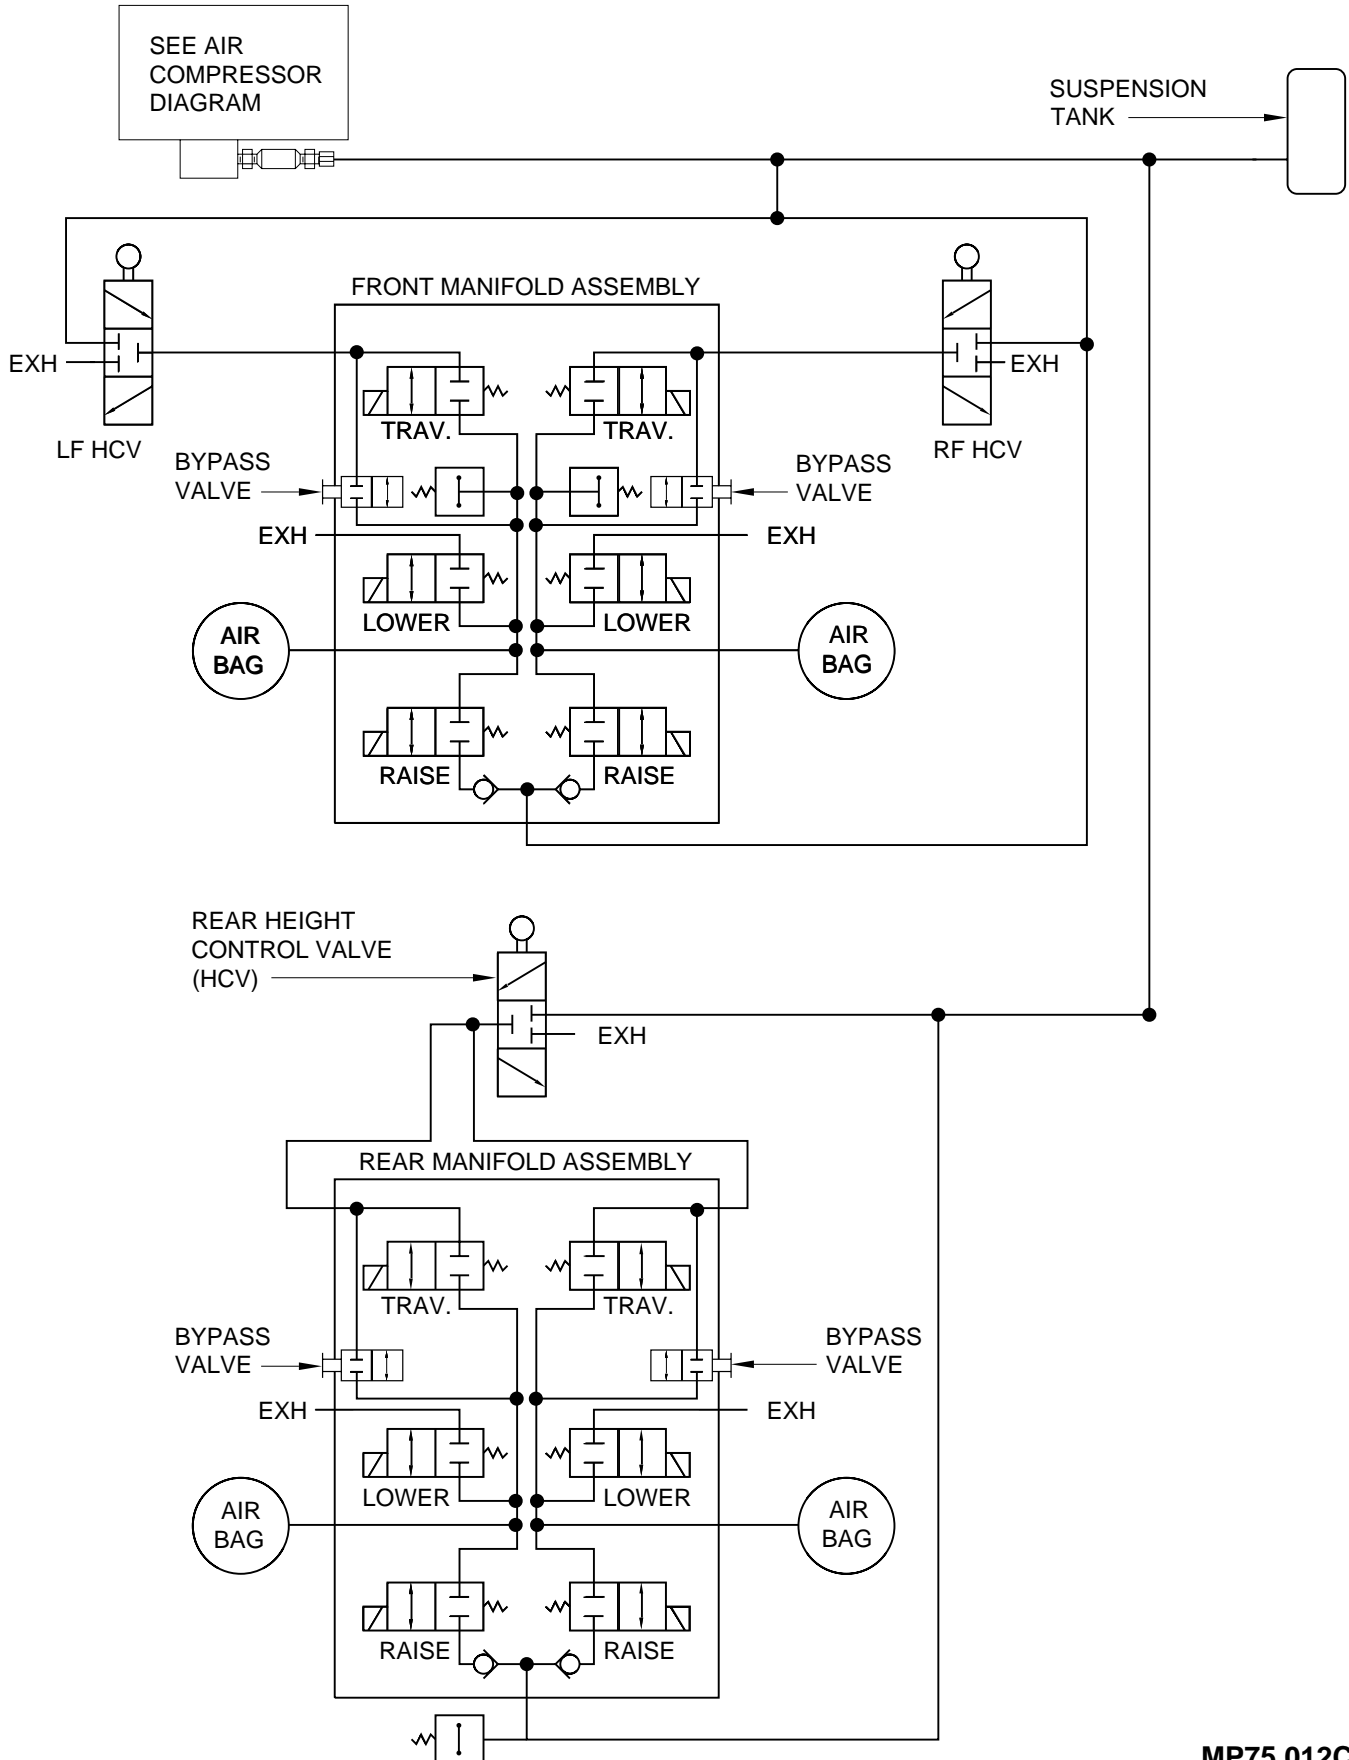 SEE AIR
COMPRESSOR
DIAGRAM
SUSPENSION
TANK
FRONT MANIFOLD ASSEMBLY
EXH
EXH
LF HCV
RF HCV
TRAV.
TRAV.
BYPASS
VALVE
BYPASS
VALVE
EXH
EXH
LOWER
LOWER
AIR
BAG
AIR
BAG
RAISE
RAISE
REAR HEIGHT
CONTROL VALVE
(HCV)
EXH
REAR MANIFOLD ASSEMBLY
TRAV.
TRAV.
BYPASS
VALVE
BYPASS
VALVE
EXH
EXH
LOWER
LOWER
AIR
BAG
AIR
BAG
RAISE
RAISE
MP75.012C